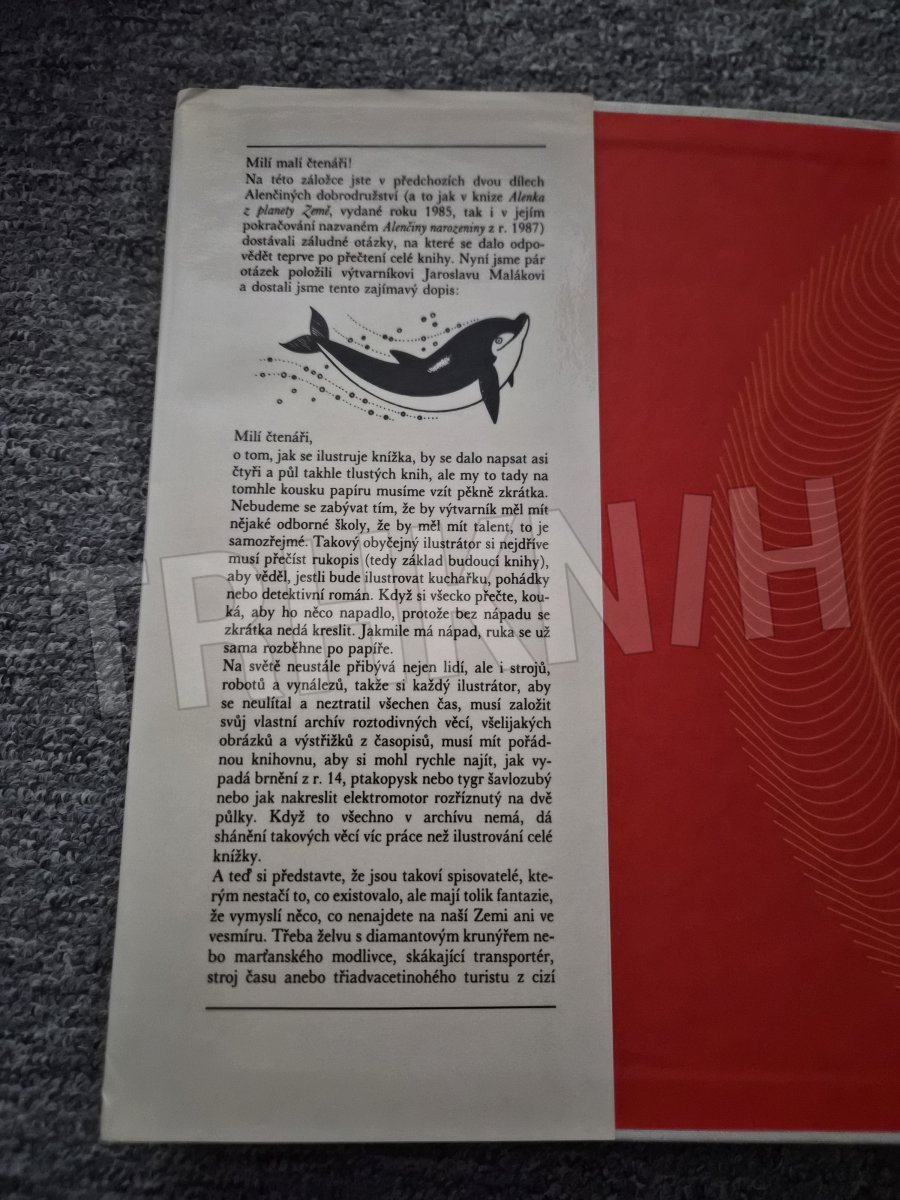 Milí malí čtenáři!
Na této záložce jste v předchozích dvou dílech
Alenčiných dobrodružství (a to jak v knize Alenka
z planety Země, vydané roku 1985, tak i v jejím
pokračování nazvaném Alenčiny narozeniny z r. 1987)
dostávali záludné otázky, na které se dalo odpo-
vědět teprve po přečtení celé knihy. Nyní jsme pár
otázek položili výtvarníkovi Jaroslavu Malákovi
a dostali jsme tento zajímavý dopis:
Milí čtenáři,
o tom, jak se ilustruje knížka, by se dalo napsat asi
čtyři a půl takhle tlustých knih, ale my to tady na
tomhle kousku papíru musíme vzít pěkně zkrátka.
Nebudeme se zabývat tím, že by výtvarník měl mít
nějaké odborné školy, že by měl mít talent, to je
samozřejmé. Takový obyčejný ilustrátor si nejdříve
musí přečíst rukopis (tedy základ budoucí knihy),
aby věděl, jestli bude ilustrovat kuchařku, pohádky
nebo detektivní román. Když si všecko přečte, kou-
ká, aby ho něco napadlo, protože bez nápadu se
zkrátka nedá kreslit. Jakmile má nápad, ruka se už
sama rozběhne po papíře.
Na světě neustále přibývá nejen lidí, ale i strojů,
robotů a vynálezů, takže si každý ilustrátor, aby
se neulítal a neztratil všechen čas, musí založit
svůj vlastní archív roztodivných věcí, všelijakých
obrázků a výstřižků z časopisů, musí mít pořád-
nou knihovnu, aby si mohl rychle najít, jak vy-
padá brnění z r. 14, ptakopysk nebo tygr šavlozubý
nebo jak nakreslit elektromotor rozříznutý na dvě
půlky. Když to všechno v archívu nemá, dá
shánění takových věcí víc práce než ilustrování celé
knížky.
A teď si představte, že jsou takoví spisovatelé, kte-
rým nestačí to, co existovalo, ale mají tolik fantazie,
že vymyslí něco, co nenajdete na naší Zemi ani ve
vesmíru. Třeba želvu s diamantovým krunýřem ne-
bo marťanského modlivce, skákající transportér,
stroj času anebo třiadvacetinohého turistu z cizí